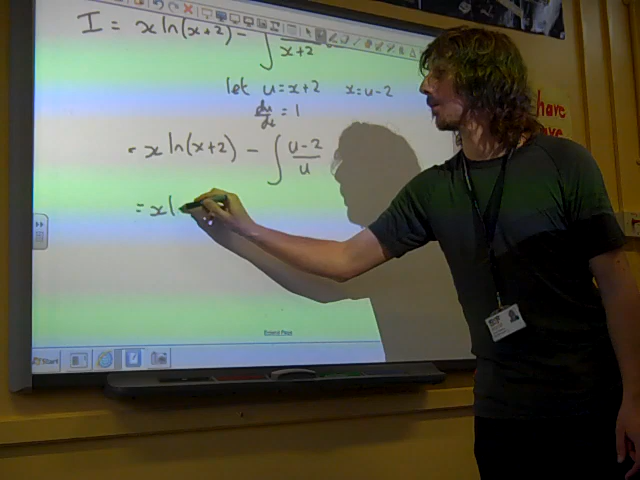 I = x ln(x+2) - ∫ x+2
let u = x+2 x = u-2
du/dx = 1
= x ln(x+2) - ∫ u-2/u
= x l
Extend Page
Start
have